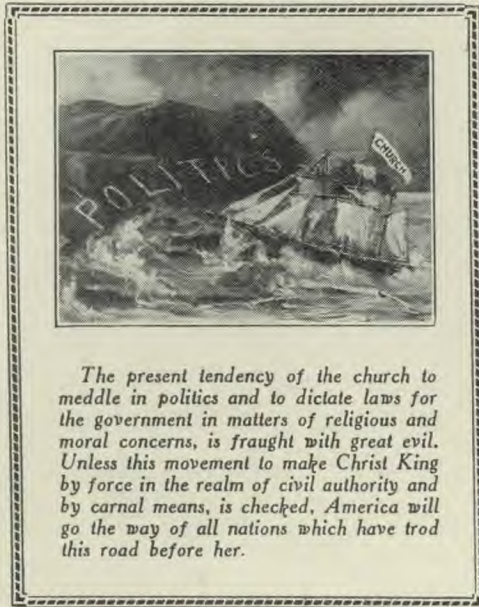 POLITICS
CHURCH
The present tendency of the church to
meddle in politics and to dictate laws for
the government in matters of religious and
moral concerns, is fraught with great evil.
Unless this movement to make Christ King
by force in the realm of civil authority and
by carnal means, is checked, America will
go the way of all nations which have trod
this road before her.